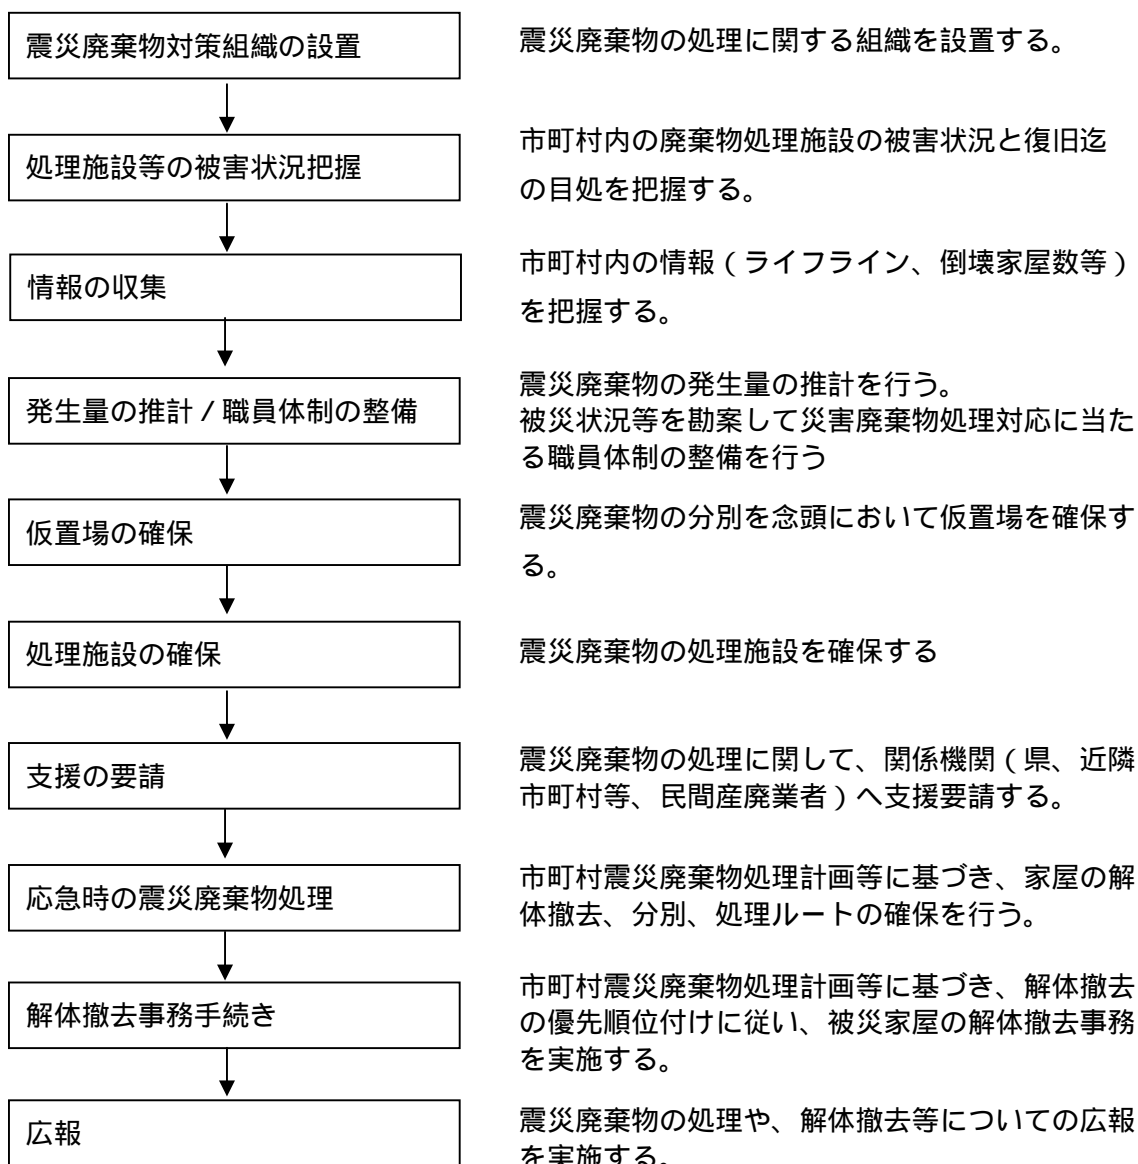 震災廃棄物対策組織の設置
震災廃棄物の処理に関する組織を設置する。
処理施設等の被害状況把握
市町村内の廃棄物処理施設の被害状況と復旧迄
の目処を把握する。
情報の収集
市町村内の情報（ライフライン、倒壊家屋数等）
を把握する。
発生量の推計／職員体制の整備
震災廃棄物の発生量の推計を行う。
被災状況等を勘案して災害廃棄物処理対応に当た
る職員体制の整備を行う
仮置場の確保
震災廃棄物の分別を念頭において仮置場を確保す
る。
処理施設の確保
震災廃棄物の処理施設を確保する
支援の要請
震災廃棄物の処理に関して、関係機関（県、近隣
市町村等、民間産廃業者）へ支援要請する。
応急時の震災廃棄物処理
市町村震災廃棄物処理計画等に基づき、家屋の解
体撤去、分別、処理ルートの確保を行う。
解体撤去事務手続き
市町村震災廃棄物処理計画等に基づき、解体撤去
の優先順位付けに従い、被災家屋の解体撤去事務
を実施する。
広報
震災廃棄物の処理や、解体撤去等についての広報
を実施する。